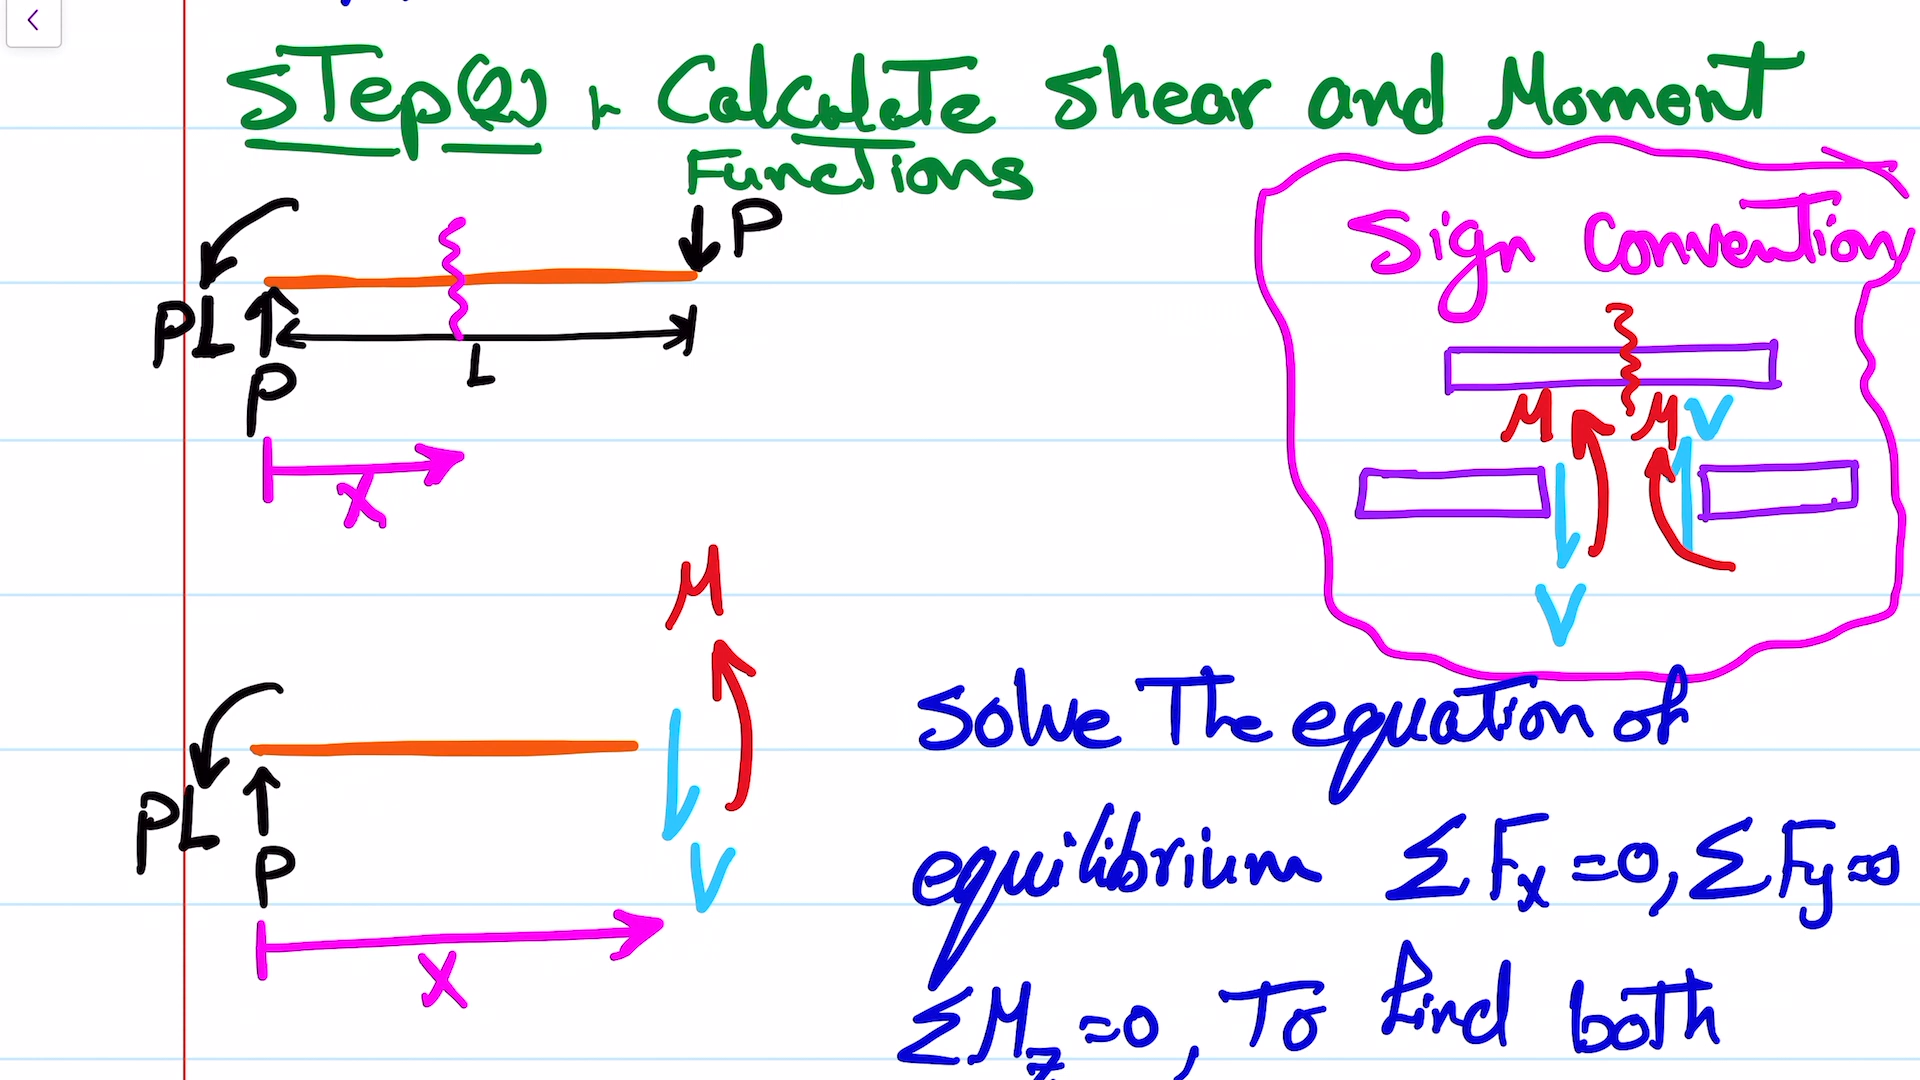 STep(2) : Calculate Shear and Moment
Functions
P
PL
P
L
x
Sign Convention
M M V
V
M
PL
P
V
x
Solve The equation of
equilibrium ΣFx=0, ΣFy=0
ΣMz=0, To find both